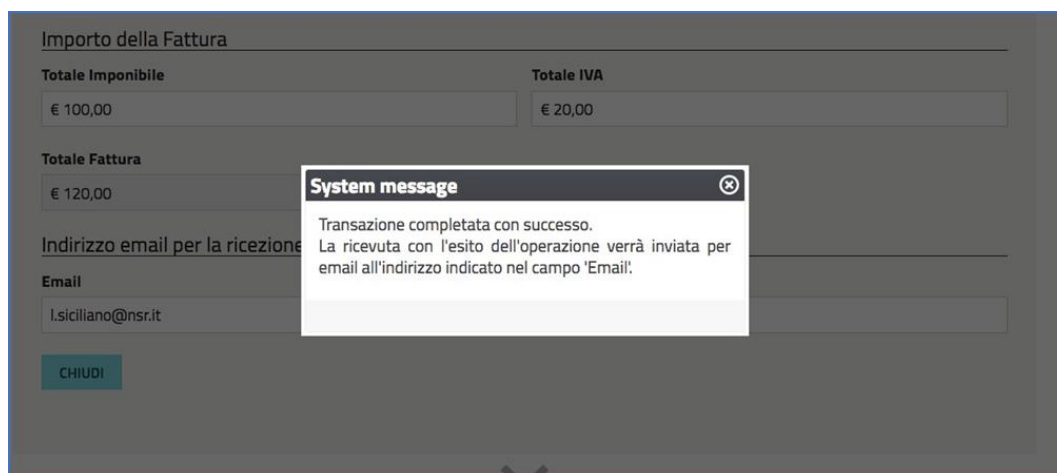 Importo della Fattura
Totale Imponibile
Totale IVA
€ 100,00
€ 20,00
Totale Fattura
€ 120,00
System message
Transazione completata con successo.
La ricevuta con l'esito dell'operazione verrà inviata per
email all'indirizzo indicato nel campo 'Email'.
Indirizzo email per la ricezione
Email
l.siciliano@nsr.it
CHIUDI